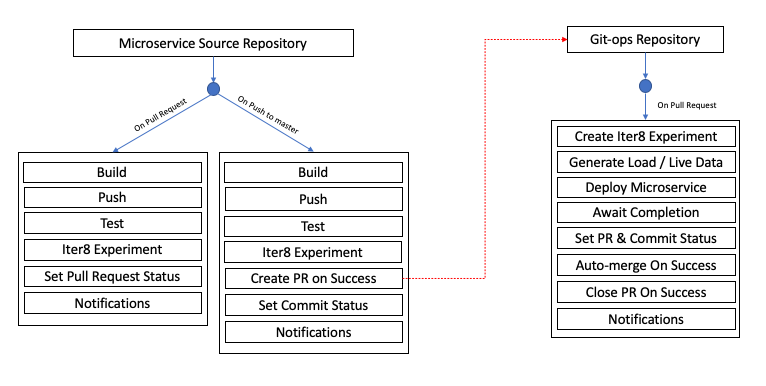 Microservice Source Repository
On Pull Request
On Push to master
Build
Push
Test
Iter8 Experiment
Set Pull Request Status
Notifications
Build
Push
Test
Iter8 Experiment
Create PR on Success
Set Commit Status
Notifications
Git-ops Repository
On Pull Request
Create Iter8 Experiment
Generate Load / Live Data
Deploy Microservice
Await Completion
Set PR & Commit Status
Auto-merge On Success
Close PR On Success
Notifications